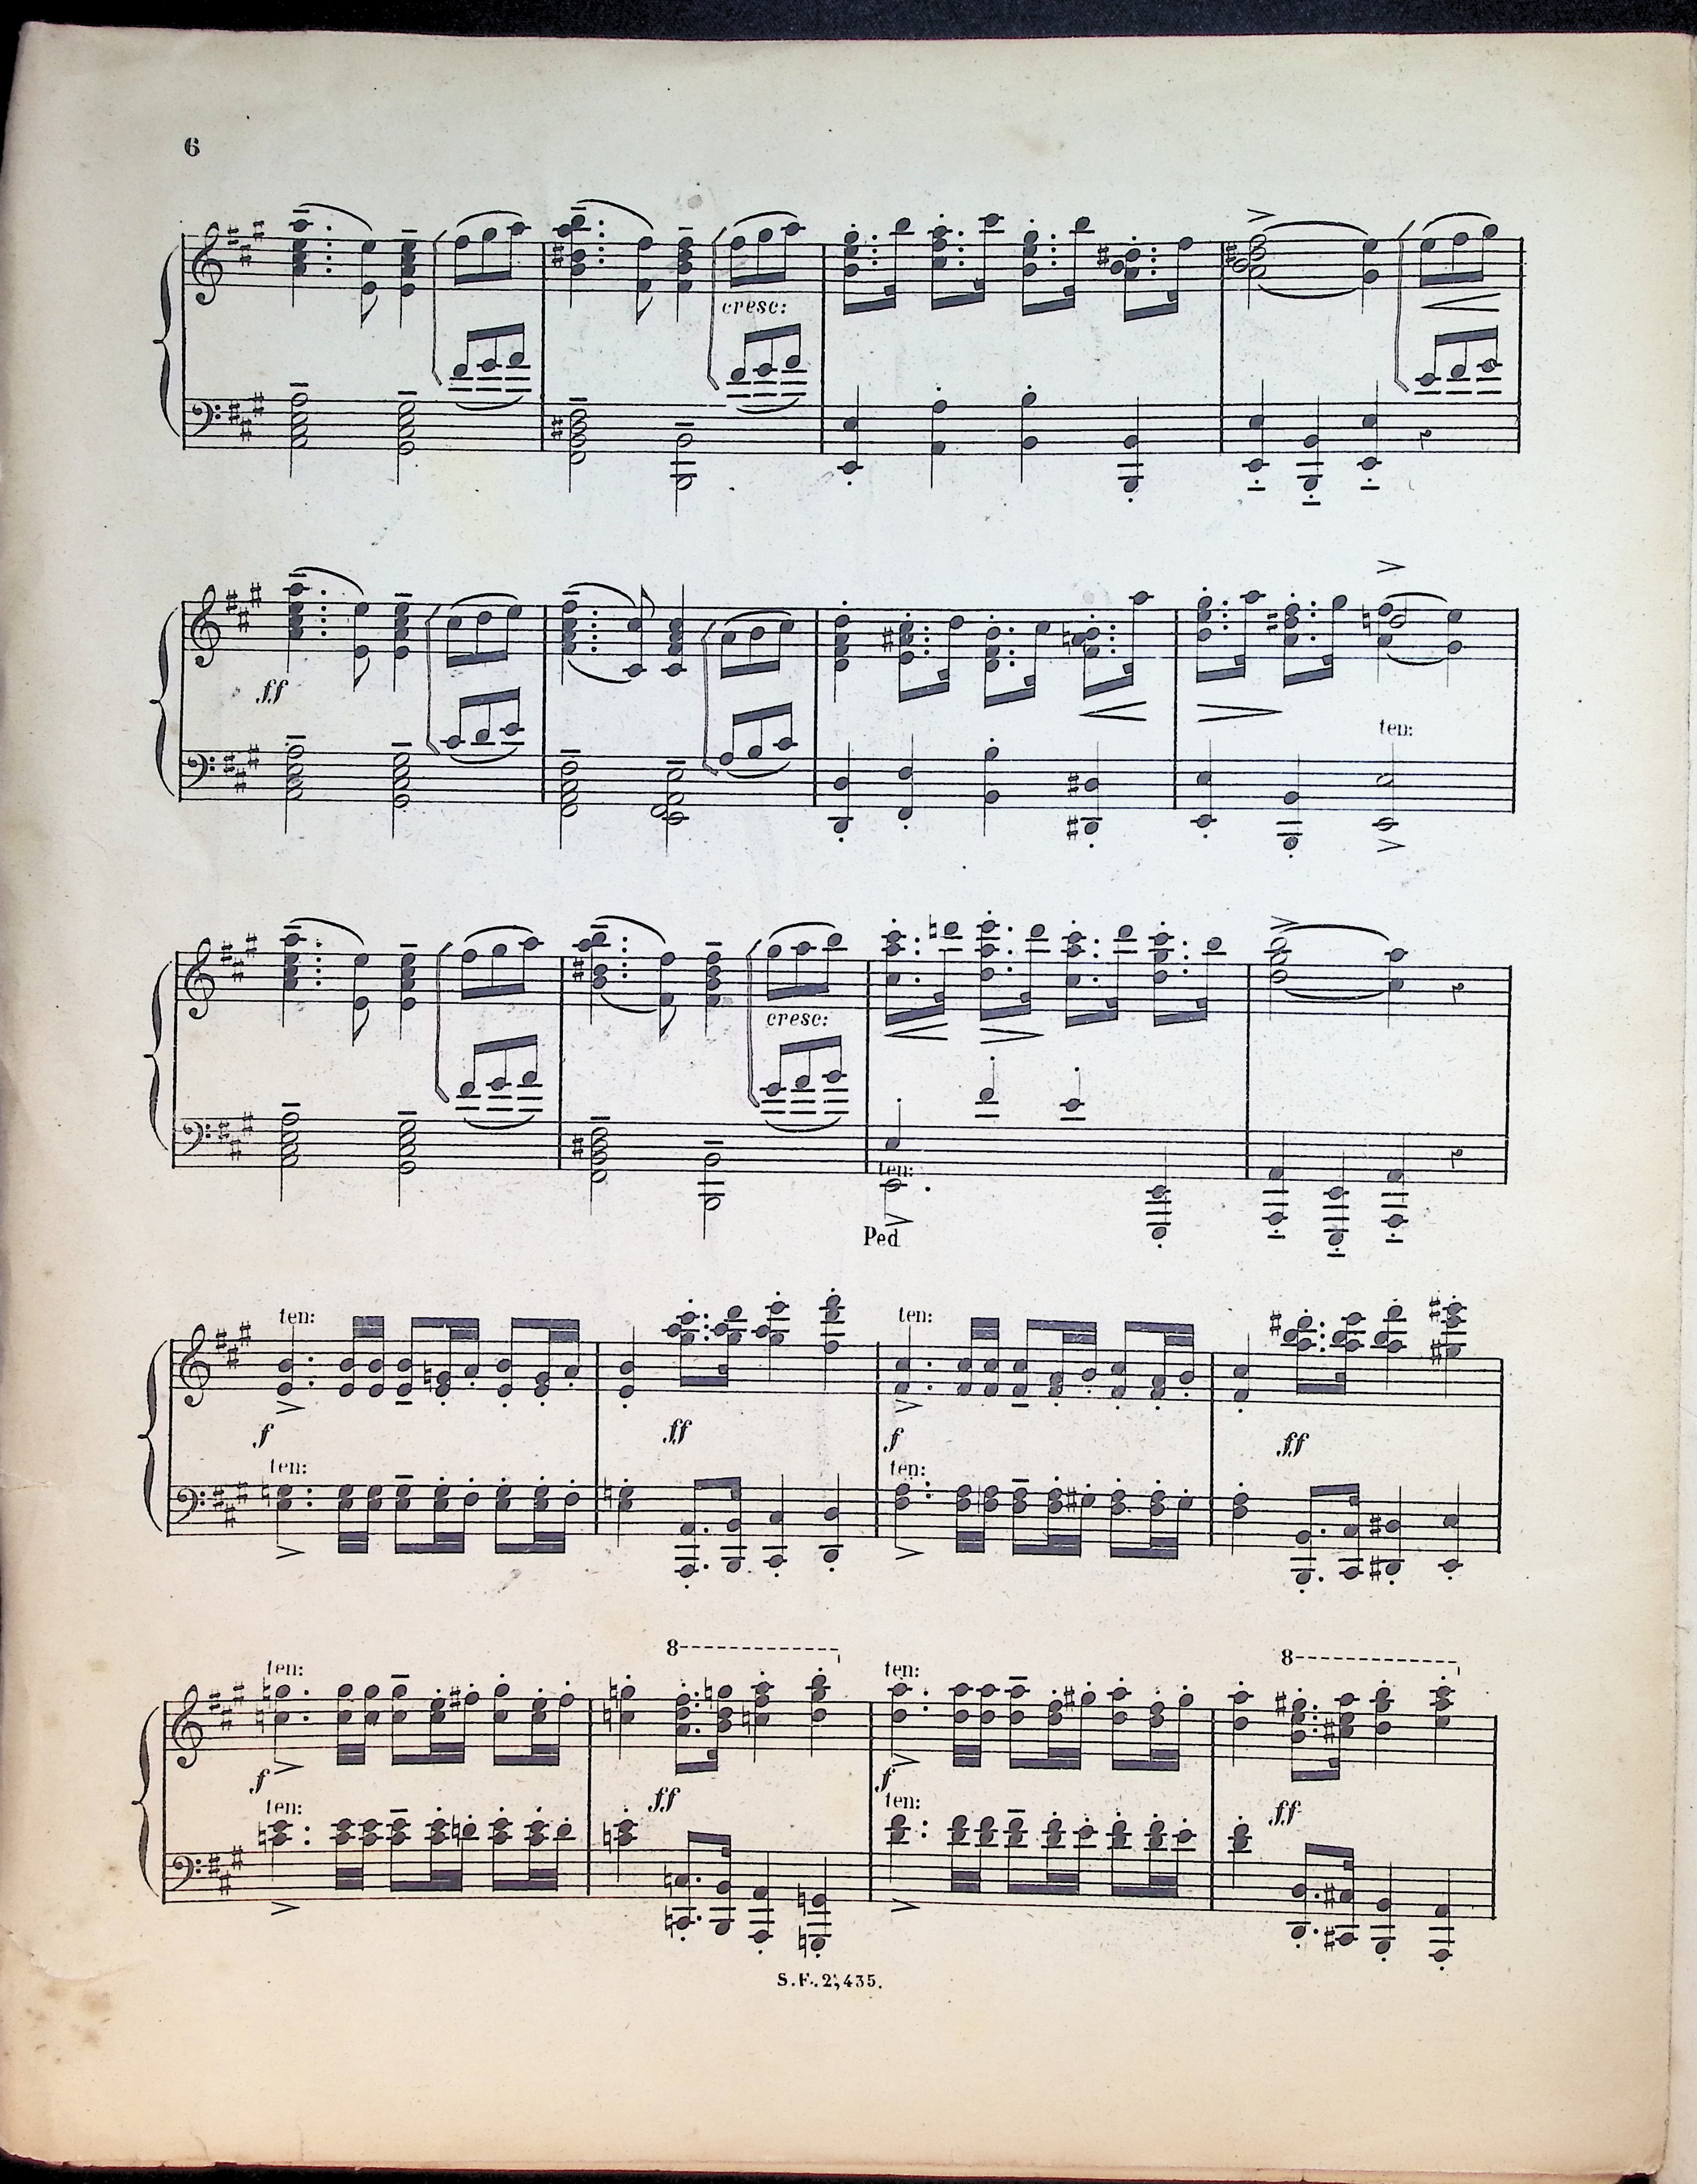 6
cresc:
ff
ten:
cresc:
ten:
Ped
ten: ten:
ff ff
f f
ten: ten:
8 8
ten: ten:
f f
ff ff
ten: ten:
S.F.2,435.